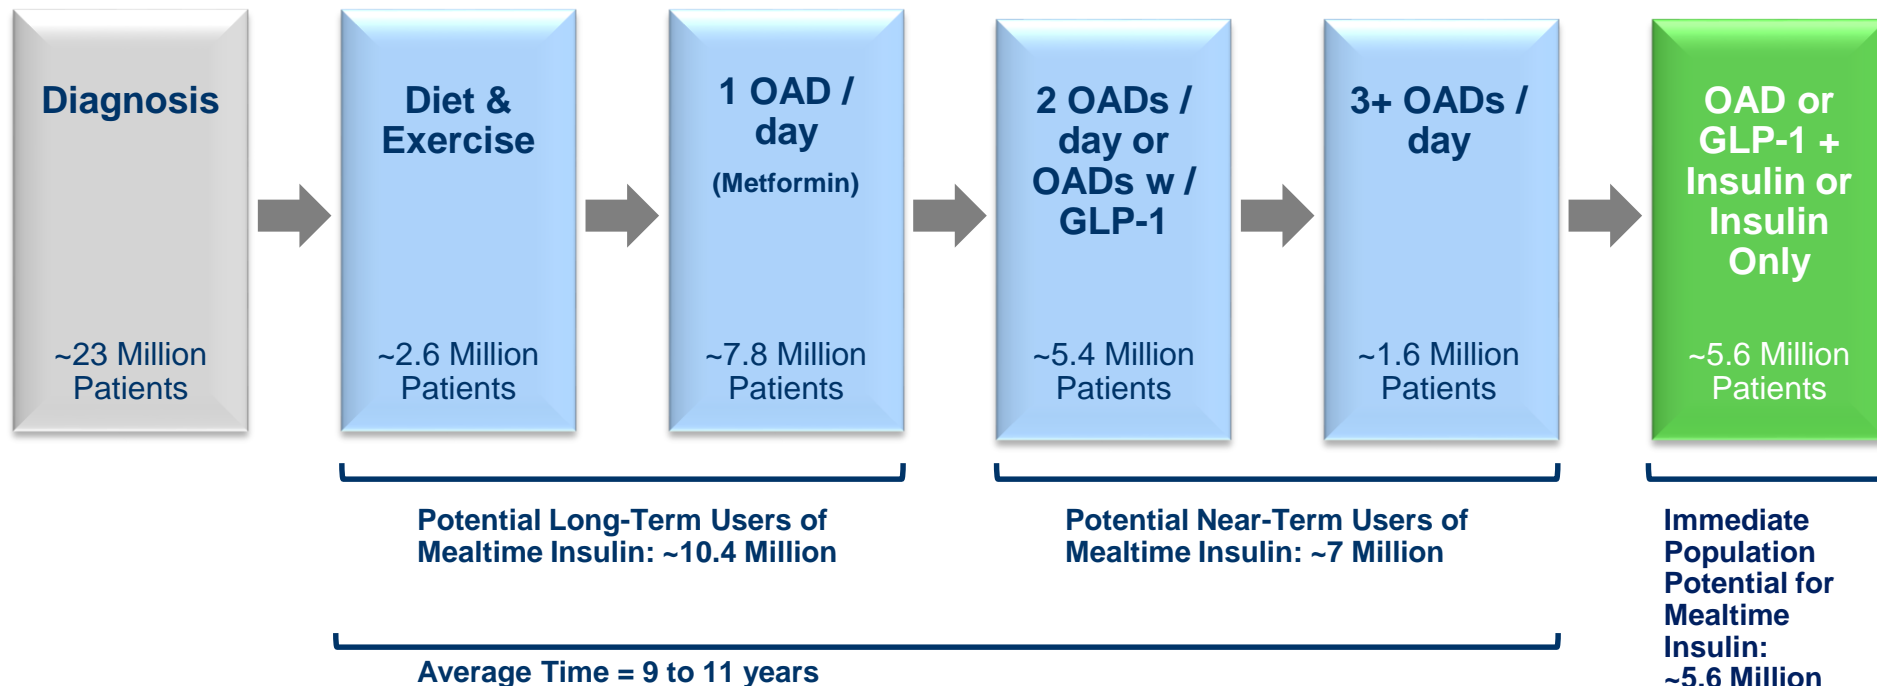 Diagnosis
~23 Million
Patients
Diet &
Exercise
~2.6 Million
Patients
1 OAD /
day
(Metformin)
~7.8 Million
Patients
2 OADs /
day or
OADs w /
GLP-1
~5.4 Million
Patients
3+ OADs /
day
~1.6 Million
Patients
OAD or
GLP-1 +
Insulin or
Insulin
Only
~5.6 Million
Patients
Potential Long-Term Users of
Mealtime Insulin: ~10.4 Million
Potential Near-Term Users of
Mealtime Insulin: ~7 Million
Immediate
Population
Potential for
Mealtime
Insulin:
~5.6 Million
Average Time = 9 to 11 years